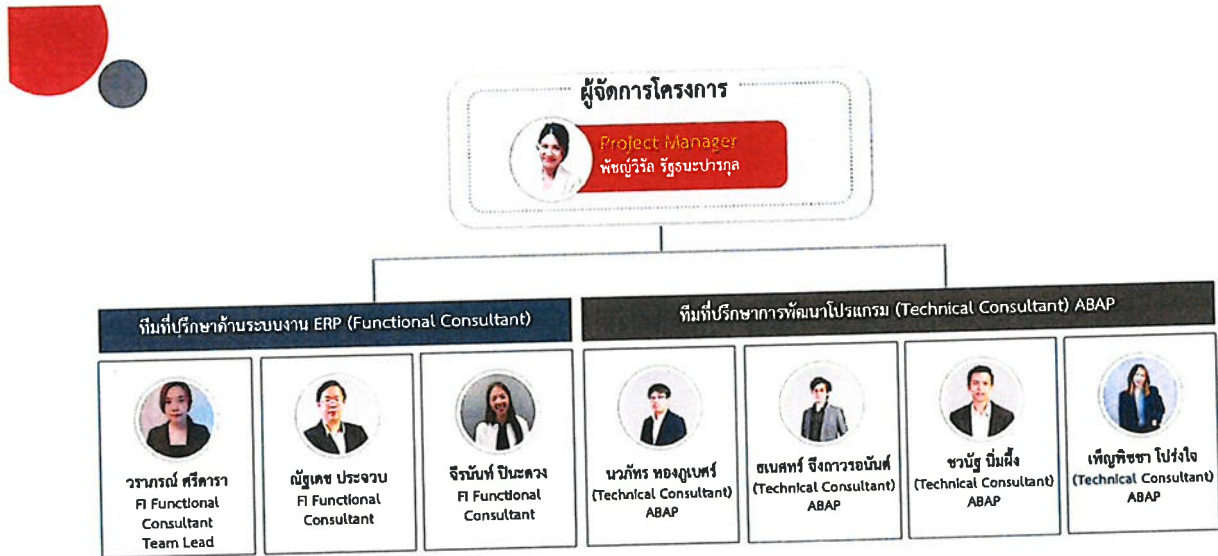 ผู้จัดการโครงการ
Project Manager
พัชญ์วิรัล รัฐธนะปารกุล
ทีมที่ปรึกษาด้านระบบงาน ERP (Functional Consultant)
ทีมที่ปรึกษาการพัฒนาโปรแกรม (Technical Consultant) ABAP
วราภรณ์ ศรีดารา
FI Functional
Consultant
Team Lead
ณัฐเดช ประจวบ
FI Functional
Consultant
จีรนันท์ ปินะดวง
FI Functional
Consultant
นวภัทร ทองภูเบศร์
(Technical Consultant)
ABAP
ธเนศทร์ จึงถาวรอนันต์
(Technical Consultant)
ABAP
ชวนัฐ นิ่มผึ้ง
(Technical Consultant)
ABAP
เพ็ญพิชชา โปร่งใจ
(Technical Consultant)
ABAP